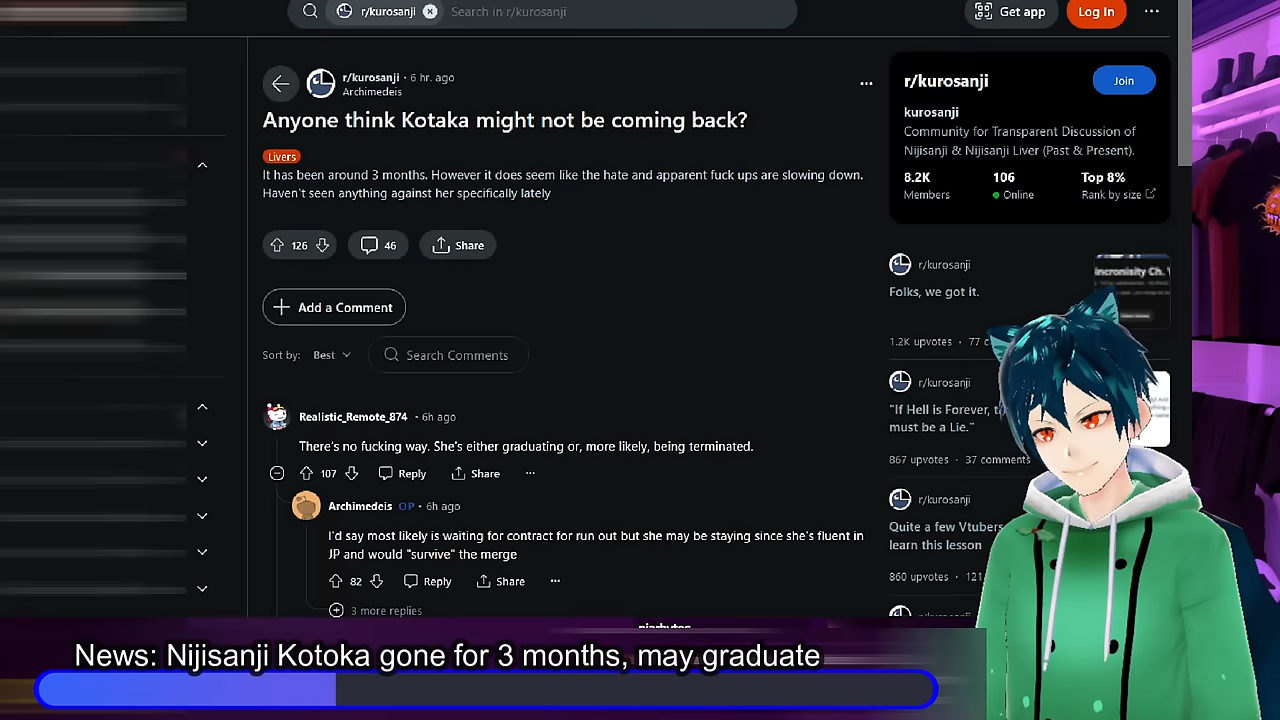 r/kurosanji
Search in r/kurosanji
Get app
Log In
r/kurosanji • 6 hr. ago
Archimedeis
Anyone think Kotaka might not be coming back?
Livers
It has been around 3 months. However it does seem like the hate and apparent fuck ups are slowing down.
Haven't seen anything against her specifically lately
126
46
Share
Add a Comment
Sort by: Best
Search Comments
Realistic_Remote_874 • 6h ago
There's no fucking way. She's either graduating or, more likely, being terminated.
107
Reply
Share
Archimedeis OP • 6h ago
I'd say most likely is waiting for contract for run out but she may be staying since she's fluent in
JP and would "survive" the merge
82
Reply
Share
3 more replies
r/kurosanji
Join
kurosanji
Community for Transparent Discussion of
Nijisanji & Nijisanji Liver (Past & Present).
8.2K
106
Top 8%
Members
Online
Rank by size
r/kurosanji
Folks, we got it.
1.2K upvotes • 77
r/kurosanji
"If Hell is Forever,
must be a Lie."
867 upvotes • 37 comments
r/kurosanji
Quite a few Vtubers
learn this lesson
860 upvotes • 121
News: Nijisanji Kotoka gone for 3 months, may graduate